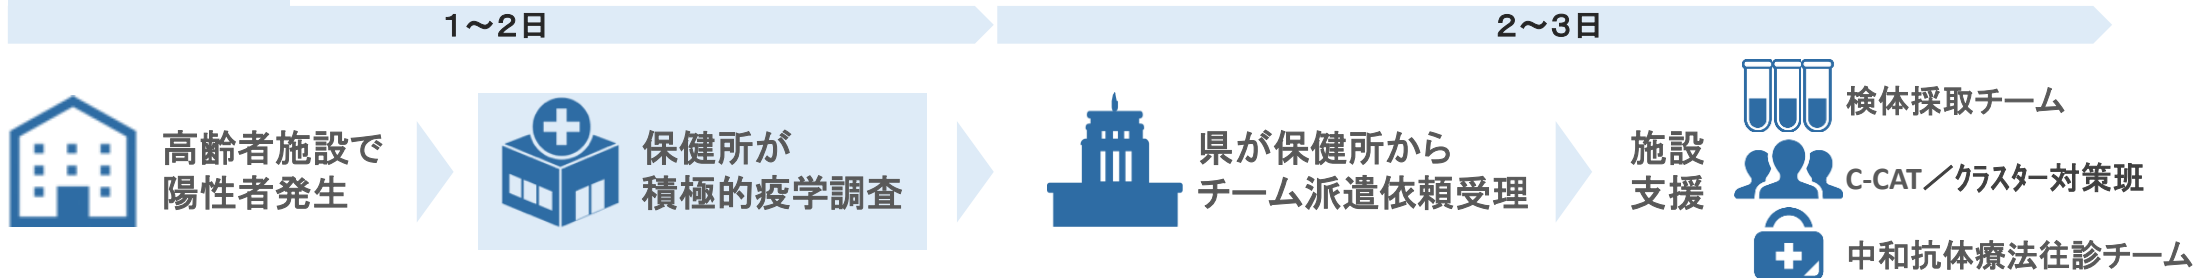 1～2日
2～3日
高齢者施設で
陽性者発生
保健所が
積極的疫学調査
県が保健所から
チーム派遣依頼受理
施設
支援
検体採取チーム
C-CAT／クラスター対策班
中和抗体療法往診チーム